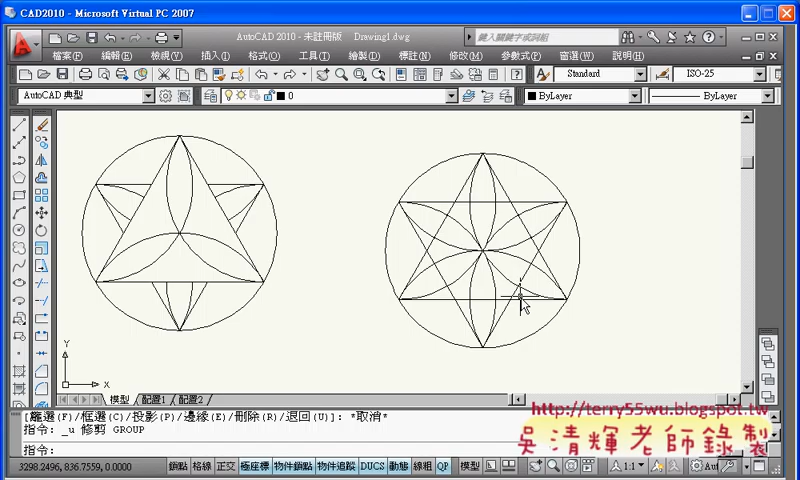 CAD2010 - Microsoft Virtual PC 2007
AutoCAD 2010 - 未註冊版 Drawing1.dwg
鍵入關鍵字或詞組
檔案(F) 編輯(E) 檢視(V) 插入(I) 格式(O) 工具(T) 繪製(D) 標註(N) 修改(M) 參數式(P) 視窗(W) 說明(H)
Standard ISO-25
AutoCAD 典型 0 ByLayer ByLayer
Y
X
模型 配置1 配置2
[籬選(F)/框選(C)/投影(P)/邊緣(E)/刪除(R)/退回(U)]: *取消*
指令: _u 修剪 GROUP
指令:
http://terry55wu.blogspot.tw
吳清輝老師錄製
3298.2496, 836.7559, 0.0000 鎖點 格線 正交 極座標 物件鎖點 物件追蹤 DUCS 動態 線粗 QP 模型 1:1